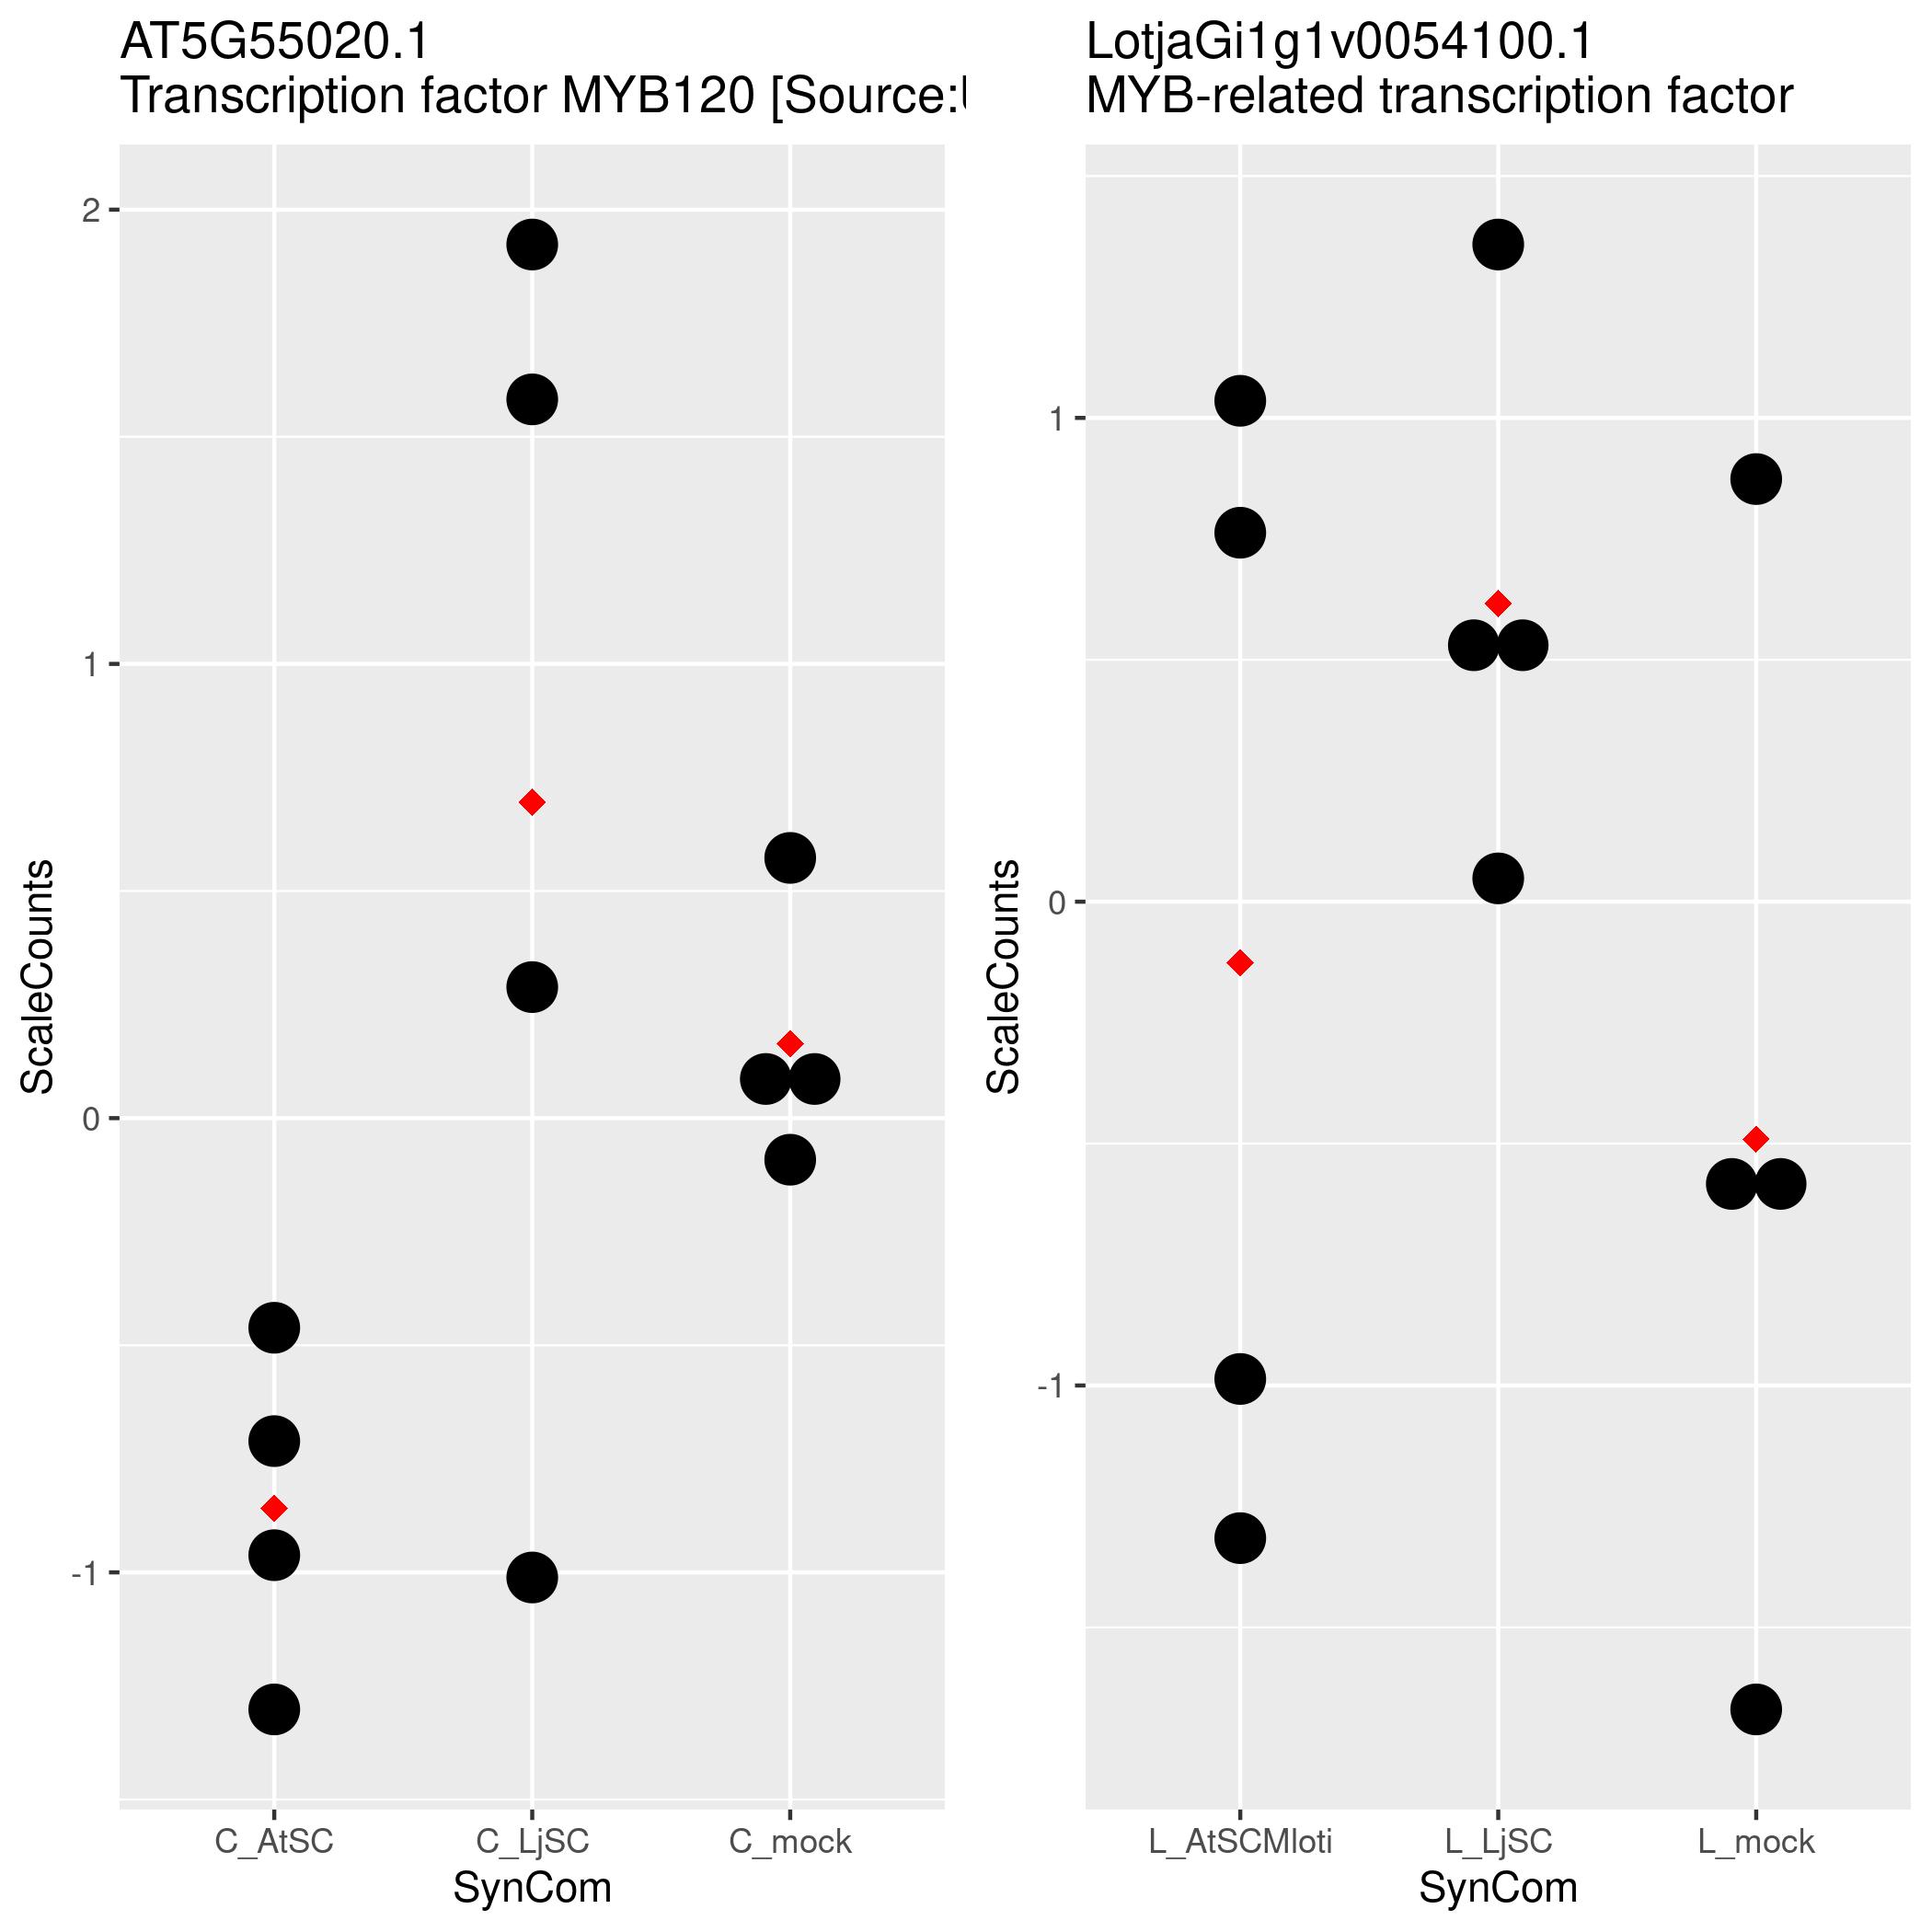 AT5G55020.1
Transcription factor MYB120 [Source:
ScaleCounts
2
1
0
-1
C_AtSC
C_LjSC
C_mock
SynCom
LotjaGi1g1v0054100.1
MYB-related transcription factor
ScaleCounts
1
0
-1
L_AtSCMloti
L_LjSC
L_mock
SynCom